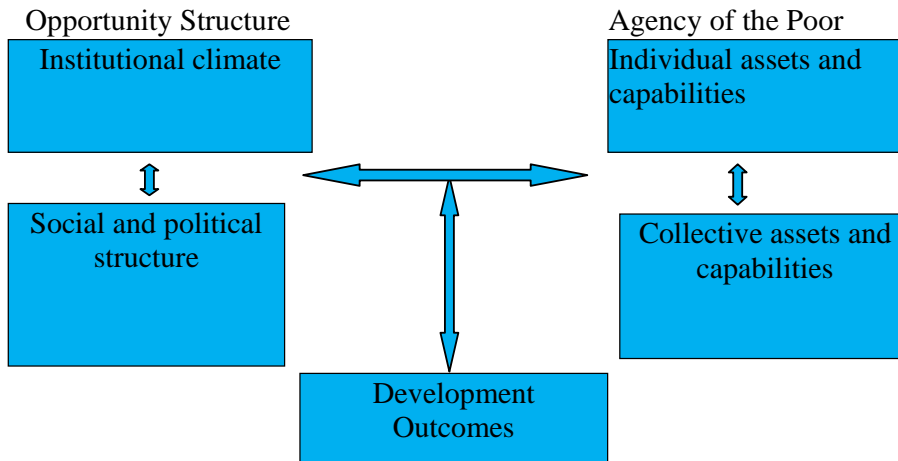 Opportunity Structure
Agency of the Poor
Institutional climate
Individual assets and
capabilities
Social and political
structure
Collective assets and
capabilities
Development
Outcomes